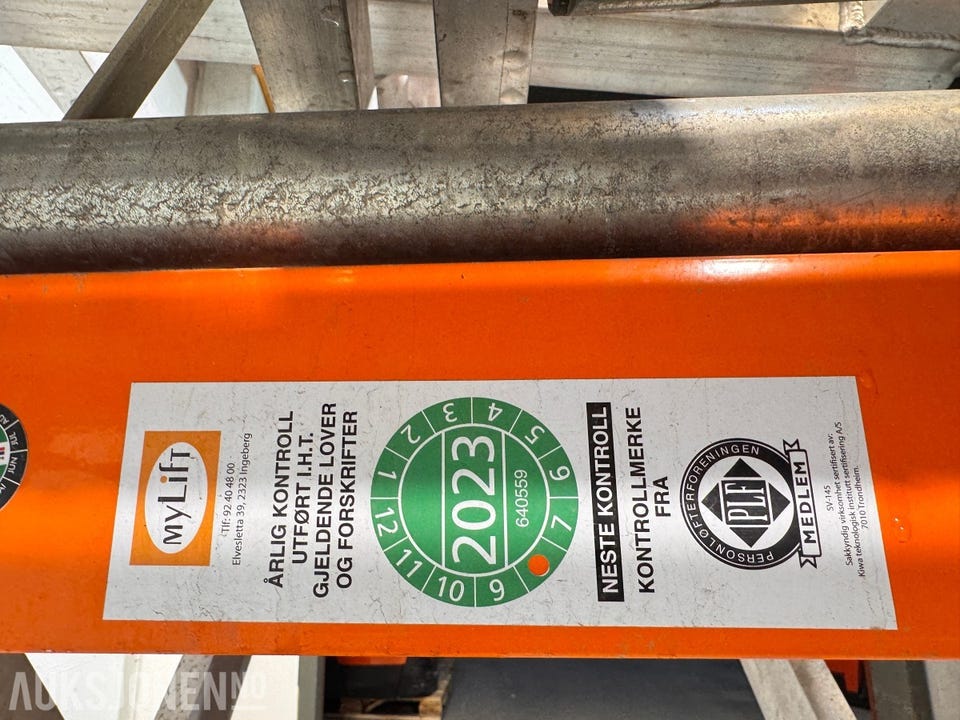 MyLift
Tlf: 92 40 48 00
Elvesletta 39, 2323 Ingeberg
ÅRLIG KONTROLL
UTFØRT I.H.T.
GJELDENDE LOVER
OG FORSKRIFTER
1 2 3 4 5 6 7 9 10 11 12
2023
640559
NESTE KONTROLL
KONTROLLMERKE
FRA
PERSONLØFTERFORENINGEN
PLF
MEDLEM
SV-145
Sakkyndig virksomhet sertifisert av:
Kiwa teknologisk institutt sertifisering A/S
7010 Trondheim.
AUKSJONEN.NO